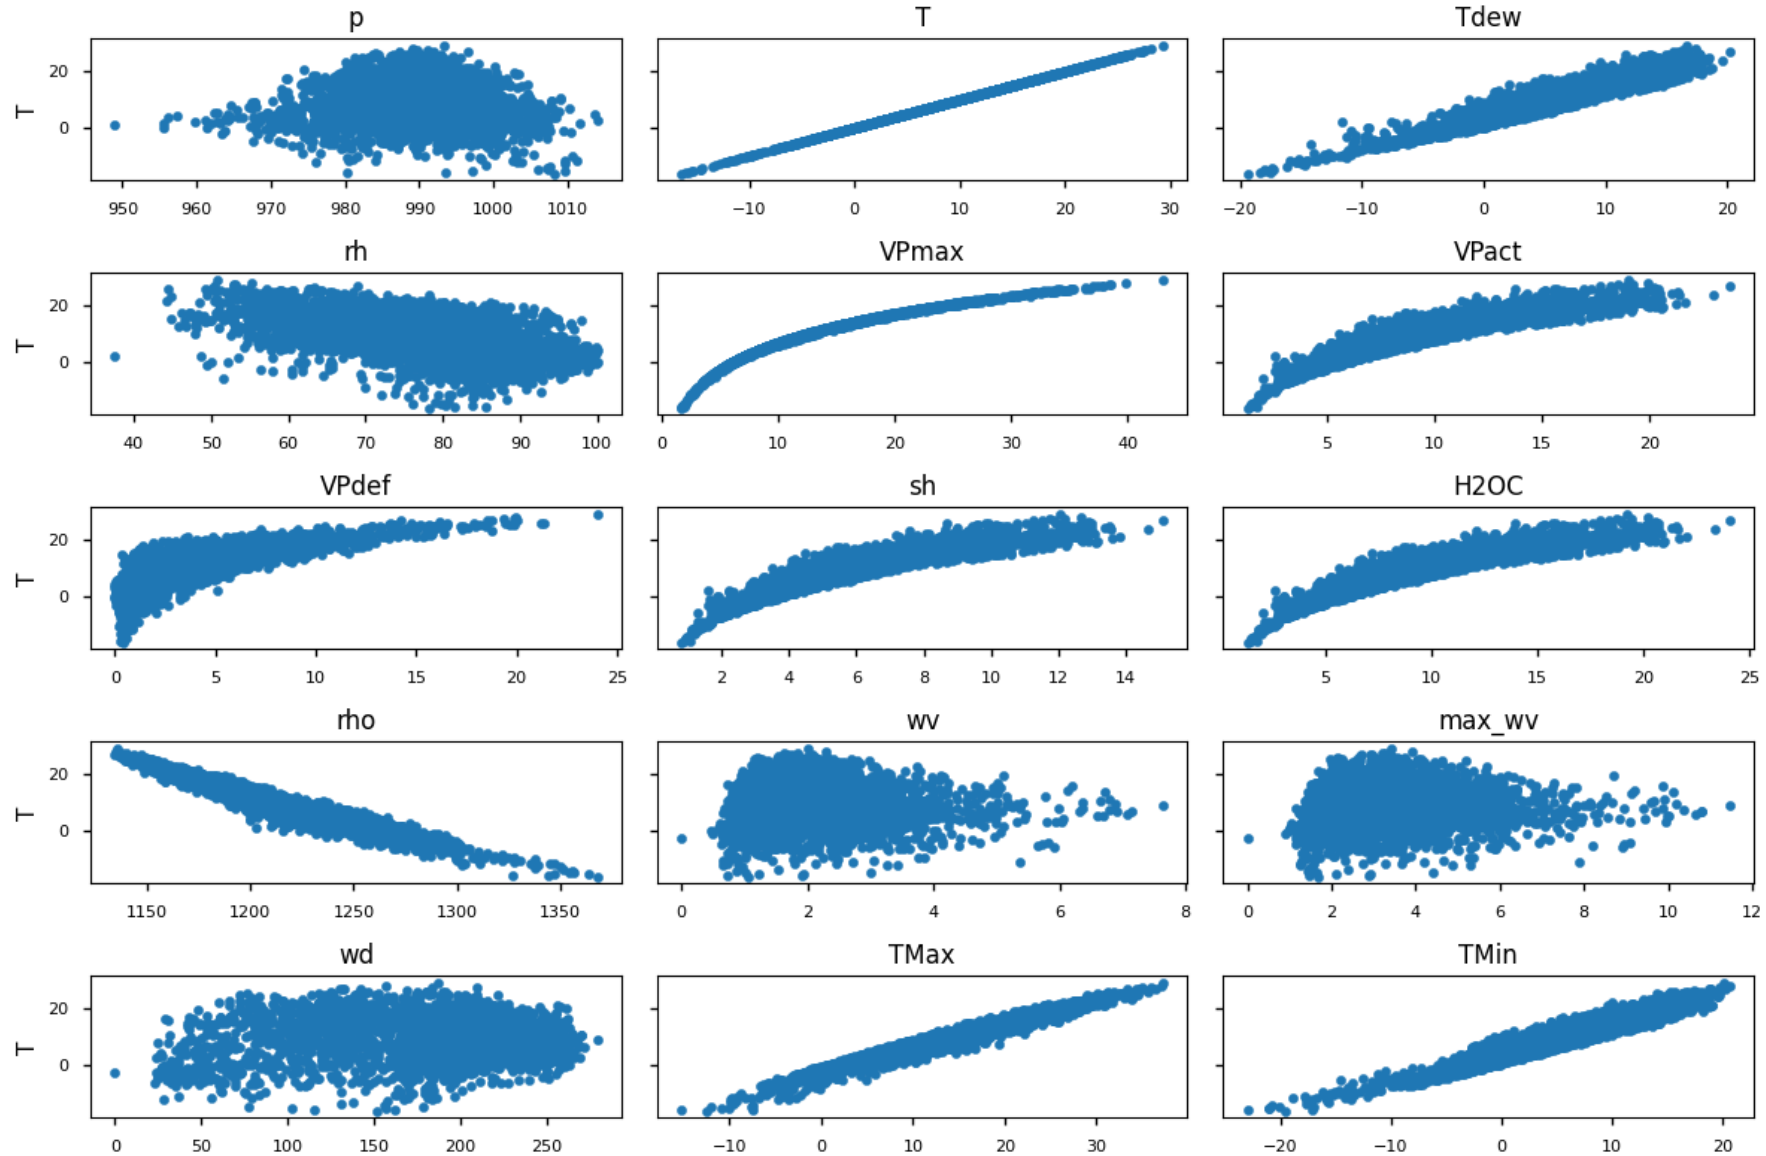 p T Tdew
T
20
0
950 960 970 980 990 1000 1010 −10 0 10 20 30 −20 −10 0 10 20
rh VPmax VPact
T
20
0
40 50 60 70 80 90 100 0 10 20 30 40 5 10 15 20
VPdef sh H2OC
T
20
0
0 5 10 15 20 25 2 4 6 8 10 12 14 5 10 15 20 25
rho wv max_wv
T
20
0
1150 1200 1250 1300 1350 0 2 4 6 8 0 2 4 6 8 10 12
wd TMax TMin
T
20
0
0 50 100 150 200 250 −10 0 10 20 30 −20 −10 0 10 20